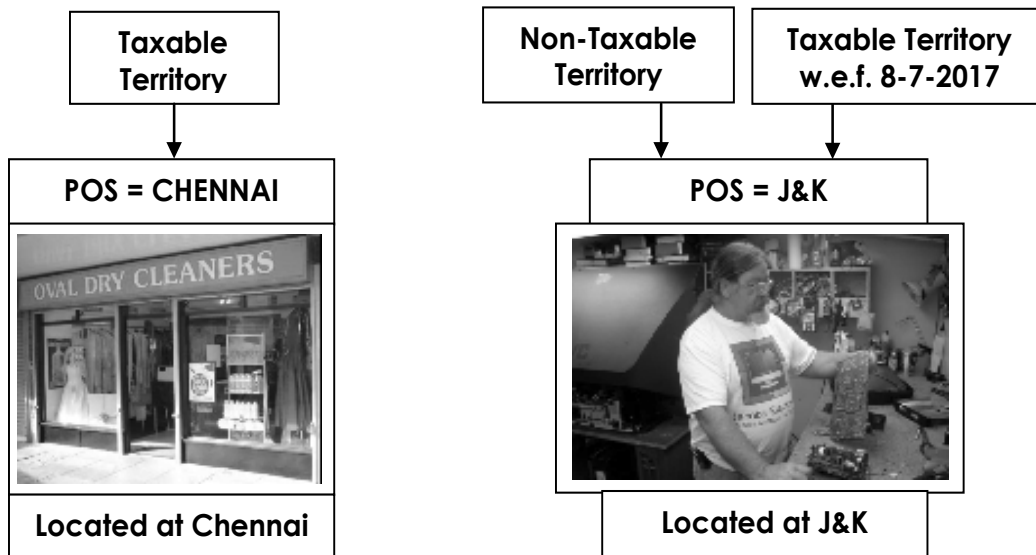 Taxable
Territory
Non-Taxable
Territory
Taxable Territory
w.e.f. 8-7-2017
POS = CHENNAI
POS = J&K
OVAL DRY CLEANERS
Located at Chennai
Located at J&K